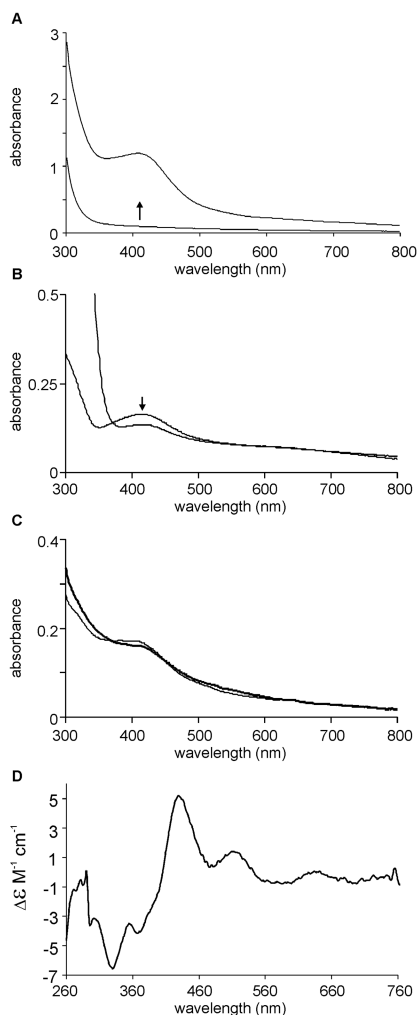 A
3
2
1
0
absorbance
300 400 500 600 700 800
wavelength (nm)
B
0.5
0.25
0
absorbance
300 400 500 600 700 800
wavelength (nm)
C
0.4
0.2
0
absorbance
300 400 500 600 700 800
wavelength (nm)
D
5
3
1
-1
-3
-5
-7
Δε M⁻¹ cm⁻¹
260 360 460 560 660 760
wavelength (nm)